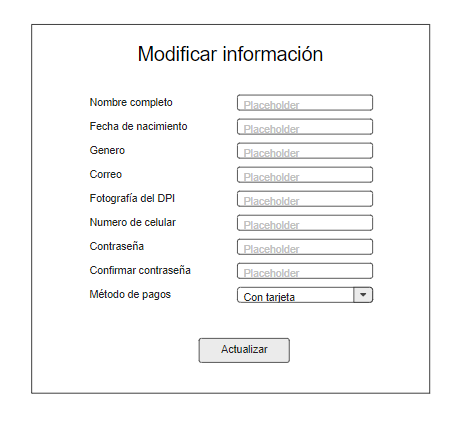 Modificar información
Nombre completo Placeholder
Fecha de nacimiento Placeholder
Genero Placeholder
Correo Placeholder
Fotografía del DPI Placeholder
Numero de celular Placeholder
Contraseña Placeholder
Confirmar contraseña Placeholder
Método de pagos Con tarjeta
Actualizar